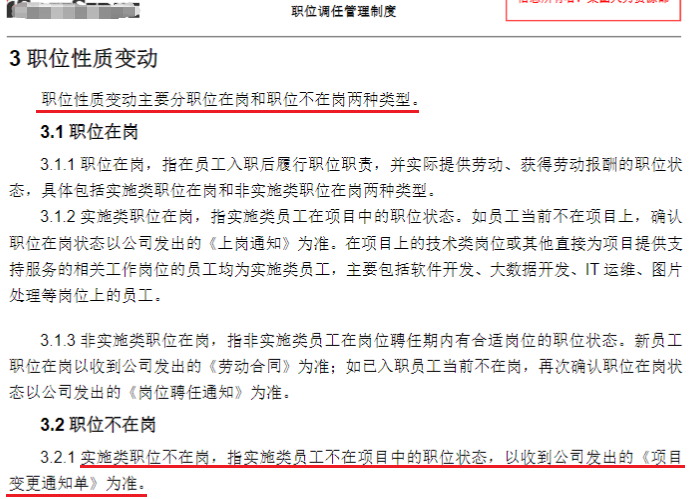 职位调任管理制度
3 职位性质变动
职位性质变动主要分职位在岗和职位不在岗两种类型。
3.1 职位在岗
3.1.1 职位在岗，指在员工入职后履行职位职责，并实际提供劳动、获得劳动报酬的职位状
态，具体包括实施类职位在岗和非实施类职位在岗两种类型。
3.1.2 实施类职位在岗，指实施类员工在项目中的职位状态。如员工当前不在项目上，确认
职位在岗状态以公司发出的《上岗通知》为准。在项目上的技术类岗位或其他直接为项目提供支
持服务的相关工作岗位的员工均为实施类员工，主要包括软件开发、大数据开发、IT 运维、图片
处理等岗位上的员工。
3.1.3 非实施类职位在岗，指非实施类员工在岗位聘任期内有合适岗位的职位状态。新员工
职位在岗以收到公司发出的《劳动合同》为准；如已入职员工当前不在岗，再次确认职位在岗状
态以公司发出的《岗位聘任通知》为准。
3.2 职位不在岗
3.2.1 实施类职位不在岗，指实施类员工不在项目中的职位状态，以收到公司发出的《项目
变更通知单》为准。